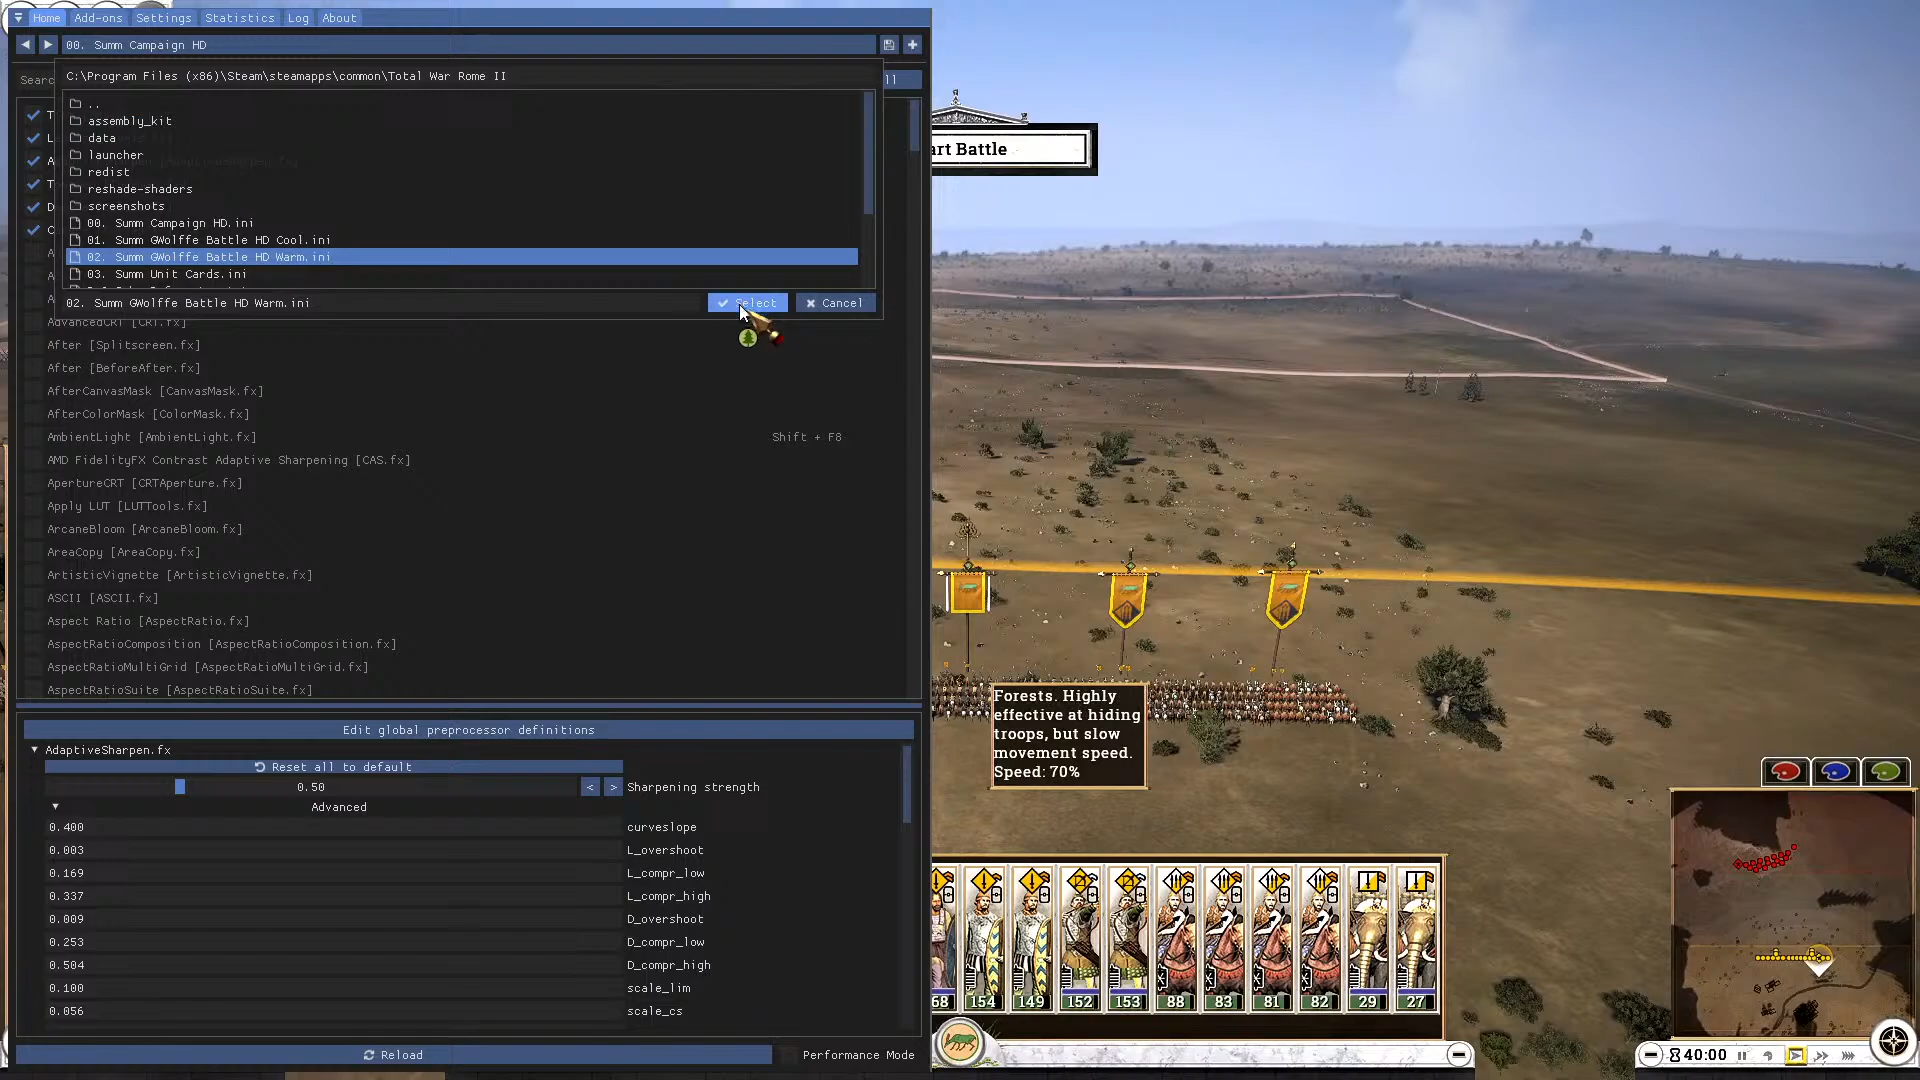 Home Add-ons Settings Statistics Log About
00. Summ Campaign HD
C:\Program Files (x86)\Steam\steamapps\common\Total War Rome II
..
assembly_kit
data
launcher
redist
reshade-shaders
screenshots
00. Summ Campaign HD.ini
01. Summ GWolffe Battle HD Cool.ini
02. Summ GWolffe Battle HD Warm.ini
03. Summ Unit Cards.ini
02. Summ GWolffe Battle HD Warm.ini
Select Cancel
AdvancedCRT [CRT.fx]
After [Splitscreen.fx]
After [BeforeAfter.fx]
AfterCanvasMask [CanvasMask.fx]
AfterColorMask [ColorMask.fx]
AmbientLight [AmbientLight.fx] Shift + F8
AMD FidelityFX Contrast Adaptive Sharpening [CAS.fx]
ApertureCRT [CRTAperture.fx]
Apply LUT [LUTTools.fx]
ArcaneBloom [ArcaneBloom.fx]
AreaCopy [AreaCopy.fx]
ArtisticVignette [ArtisticVignette.fx]
ASCII [ASCII.fx]
Aspect Ratio [AspectRatio.fx]
AspectRatioComposition [AspectRatioComposition.fx]
AspectRatioMultiGrid [AspectRatioMultiGrid.fx]
AspectRatioSuite [AspectRatioSuite.fx]
Edit global preprocessor definitions
AdaptiveSharpen.fx
Reset all to default
0.50 < > Sharpening strength
Advanced
0.400 curveslope
0.003 L_overshoot
0.169 L_compr_low
0.337 L_compr_high
0.009 D_overshoot
0.253 D_compr_low
0.504 D_compr_high
0.100 scale_lim
0.056 scale_cs
Reload Performance Mode
art Battle
Forests. Highly
effective at hiding
troops, but slow
movement speed.
Speed: 70%
68 154 149 152 153 88 83 81 82 29 27
40:00